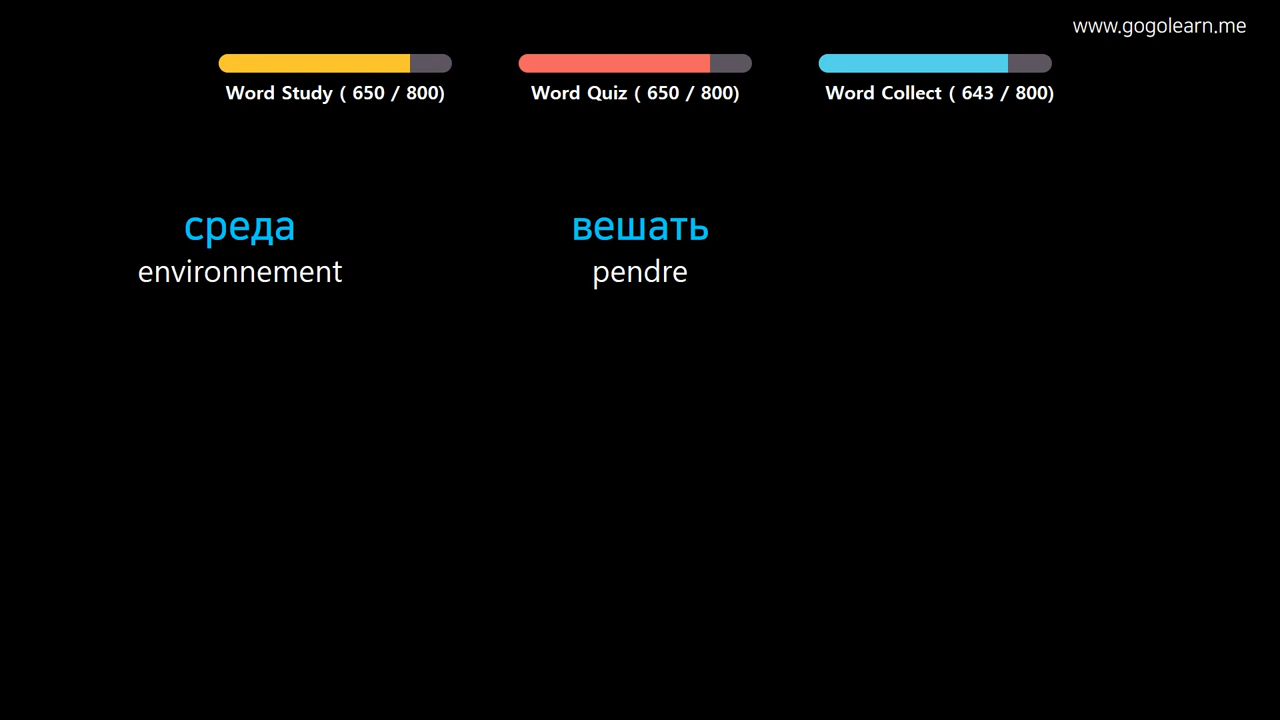 www.gogolearn.me
Word Study ( 650 / 800)
Word Quiz ( 650 / 800)
Word Collect ( 643 / 800)
среда
environnement
вешать
pendre